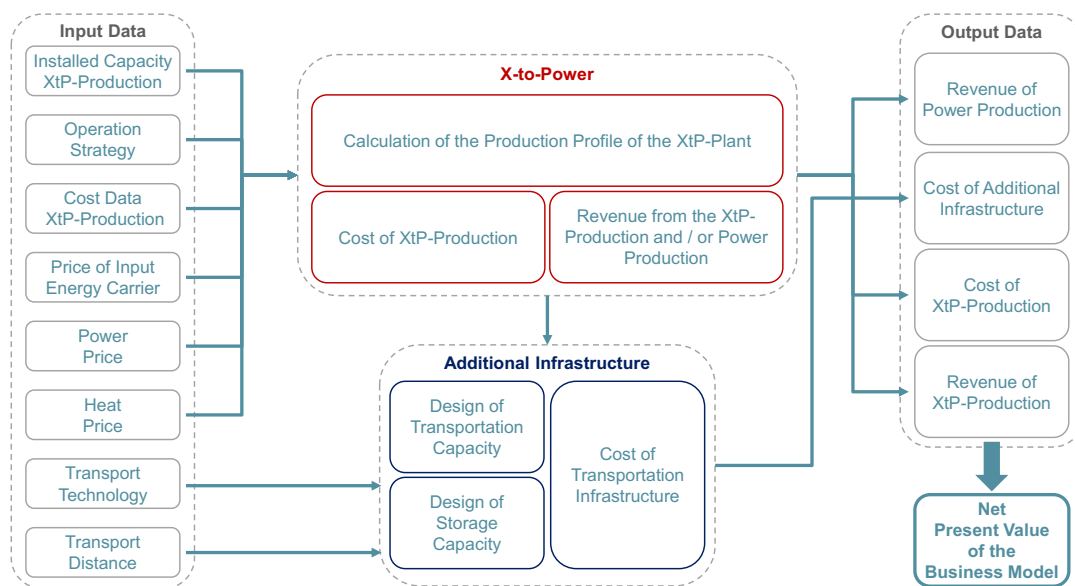 Input Data
Installed Capacity
XtP-Production
Operation
Strategy
Cost Data
XtP-Production
Price of Input
Energy Carrier
Power
Price
Heat
Price
Transport
Technology
Transport
Distance
X-to-Power
Calculation of the Production Profile of the XtP-Plant
Cost of XtP-Production
Revenue from the XtP-
Production and / or Power
Production
Additional Infrastructure
Design of
Transportation
Capacity
Design of
Storage
Capacity
Cost of
Transportation
Infrastructure
Output Data
Revenue of
Power Production
Cost of Additional
Infrastructure
Cost of
XtP-Production
Revenue of
XtP-Production
Net
Present Value
of the
Business Model